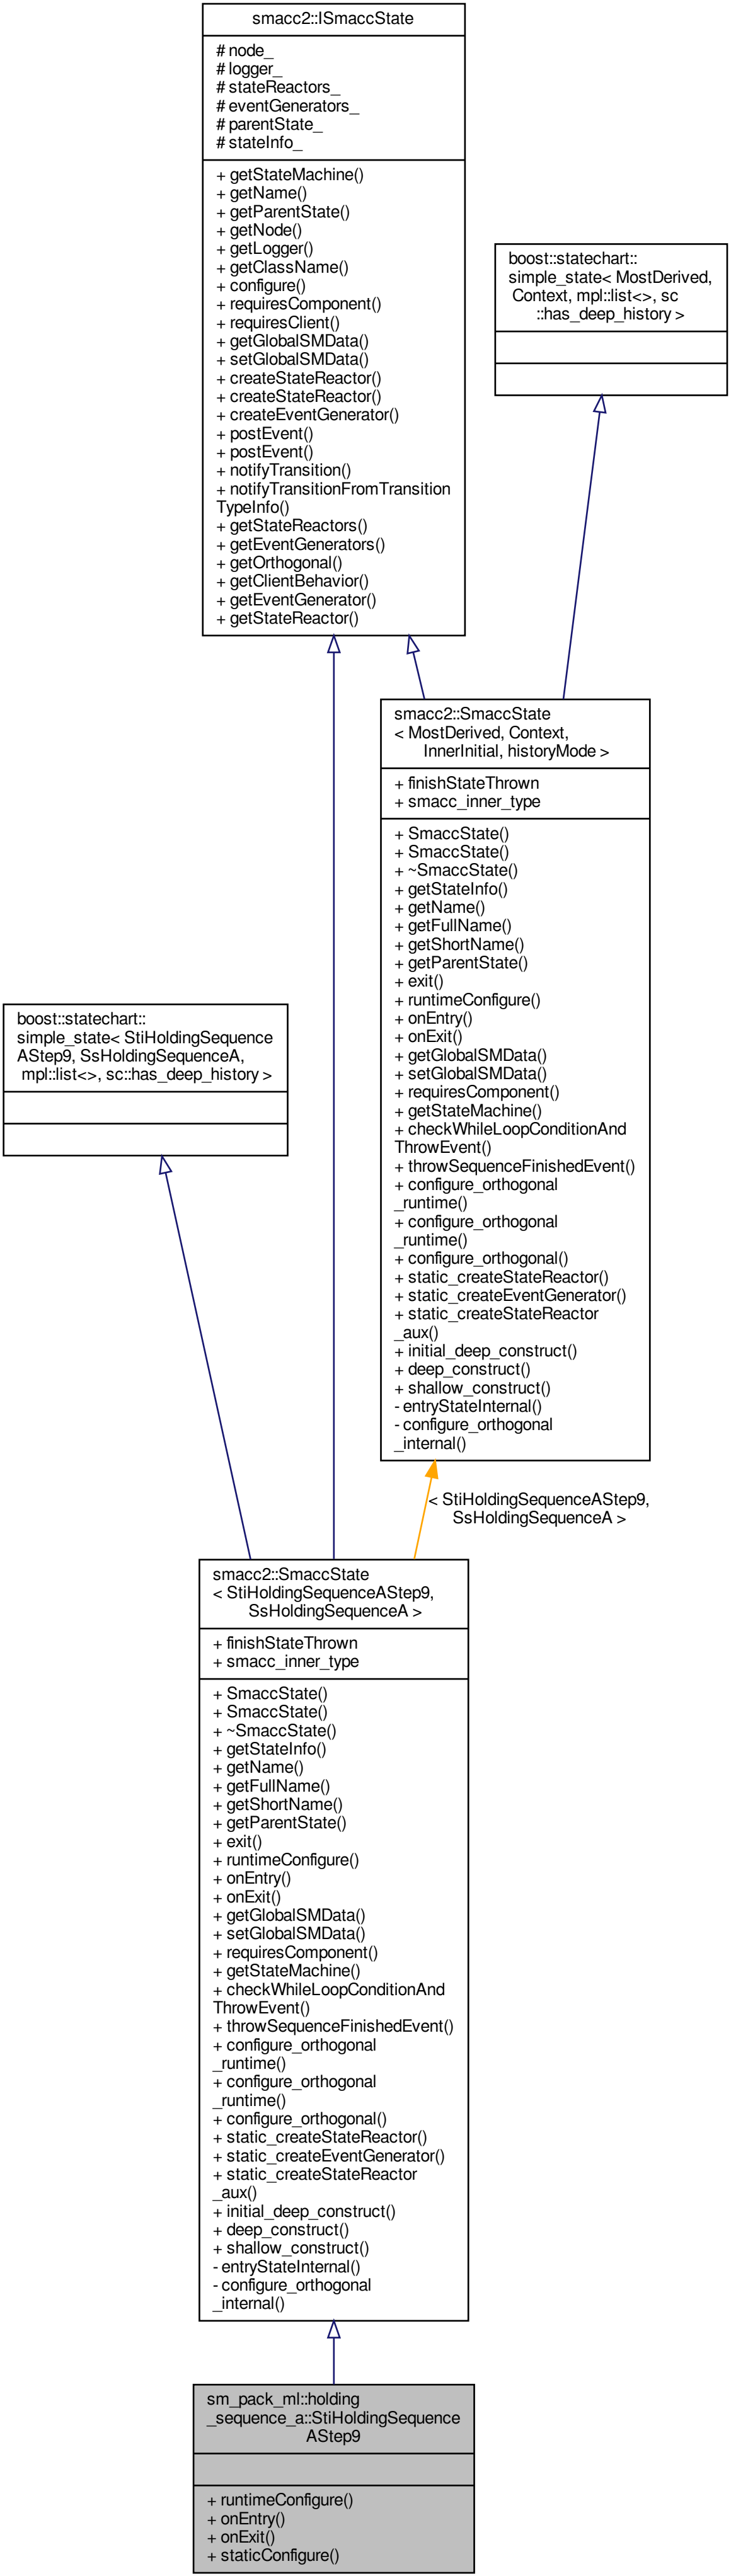 smacc2::ISmaccState
# node_
# logger_
# stateReactors_
# eventGenerators_
# parentState_
# stateInfo_
+ getStateMachine()
+ getName()
+ getParentState()
+ getNode()
+ getLogger()
+ getClassName()
+ configure()
+ requiresComponent()
+ requiresClient()
+ getGlobalSMData()
+ setGlobalSMData()
+ createStateReactor()
+ createStateReactor()
+ createEventGenerator()
+ postEvent()
+ postEvent()
+ notifyTransition()
+ notifyTransitionFromTransition
TypeInfo()
+ getStateReactors()
+ getEventGenerators()
+ getOrthogonal()
+ getClientBehavior()
+ getEventGenerator()
+ getStateReactor()
boost::statechart::
simple_state< MostDerived,
Context, mpl::list<>, sc
::has_deep_history >
smacc2::SmaccState
< MostDerived, Context,
InnerInitial, historyMode >
+ finishStateThrown
+ smacc_inner_type
+ SmaccState()
+ SmaccState()
+ ~SmaccState()
+ getStateInfo()
+ getName()
+ getFullName()
+ getShortName()
+ getParentState()
+ exit()
+ runtimeConfigure()
+ onEntry()
+ onExit()
+ getGlobalSMData()
+ setGlobalSMData()
+ requiresComponent()
+ getStateMachine()
+ checkWhileLoopConditionAnd
ThrowEvent()
+ throwSequenceFinishedEvent()
+ configure_orthogonal
_runtime()
+ configure_orthogonal
_runtime()
+ configure_orthogonal()
+ static_createStateReactor()
+ static_createEventGenerator()
+ static_createStateReactor
_aux()
+ initial_deep_construct()
+ deep_construct()
+ shallow_construct()
- entryStateInternal()
- configure_orthogonal
_internal()
boost::statechart::
simple_state< StiHoldingSequence
AStep9, SsHoldingSequenceA,
mpl::list<>, sc::has_deep_history >
< StiHoldingSequenceAStep9,
SsHoldingSequenceA >
smacc2::SmaccState
< StiHoldingSequenceAStep9,
SsHoldingSequenceA >
+ finishStateThrown
+ smacc_inner_type
+ SmaccState()
+ SmaccState()
+ ~SmaccState()
+ getStateInfo()
+ getName()
+ getFullName()
+ getShortName()
+ getParentState()
+ exit()
+ runtimeConfigure()
+ onEntry()
+ onExit()
+ getGlobalSMData()
+ setGlobalSMData()
+ requiresComponent()
+ getStateMachine()
+ checkWhileLoopConditionAnd
ThrowEvent()
+ throwSequenceFinishedEvent()
+ configure_orthogonal
_runtime()
+ configure_orthogonal
_runtime()
+ configure_orthogonal()
+ static_createStateReactor()
+ static_createEventGenerator()
+ static_createStateReactor
_aux()
+ initial_deep_construct()
+ deep_construct()
+ shallow_construct()
- entryStateInternal()
- configure_orthogonal
_internal()
sm_pack_ml::holding
_sequence_a::StiHoldingSequence
AStep9
+ runtimeConfigure()
+ onEntry()
+ onExit()
+ staticConfigure()